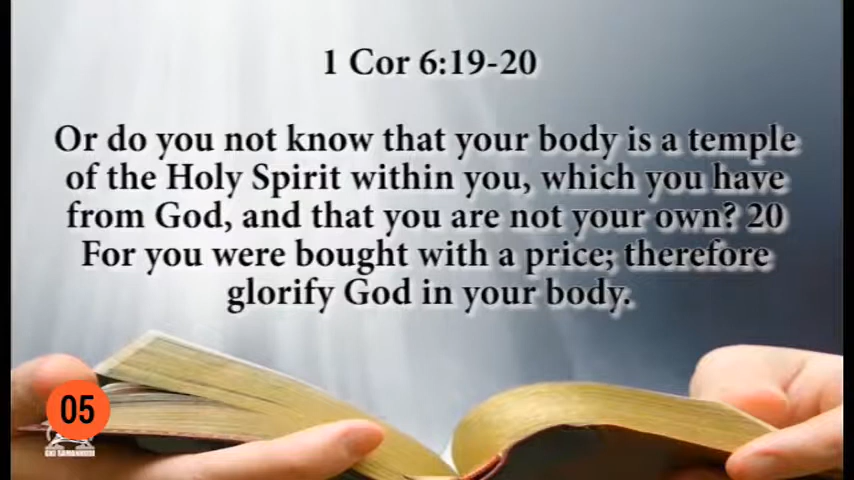 1 Cor 6:19-20
Or do you not know that your body is a temple
of the Holy Spirit within you, which you have
from God, and that you are not your own? 20
For you were bought with a price; therefore
glorify God in your body.
05